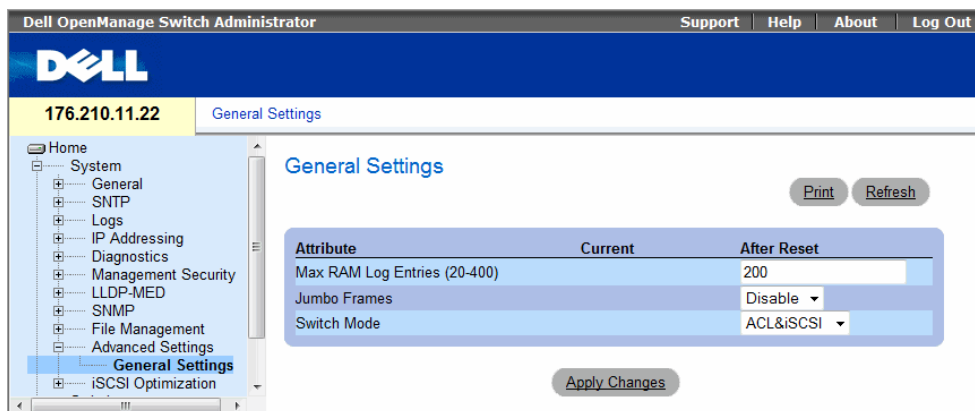 Dell OpenManage Switch Administrator Support Help About Log Out
DELL
176.210.11.22 General Settings
Home
System
General
SNTP
Logs
IP Addressing
Diagnostics
Management Security
LLDP-MED
SNMP
File Management
Advanced Settings
General Settings
iSCSI Optimization
General Settings
Print Refresh
Attribute Current After Reset
Max RAM Log Entries (20-400) 200
Jumbo Frames Disable
Switch Mode ACL&iSCSI
Apply Changes